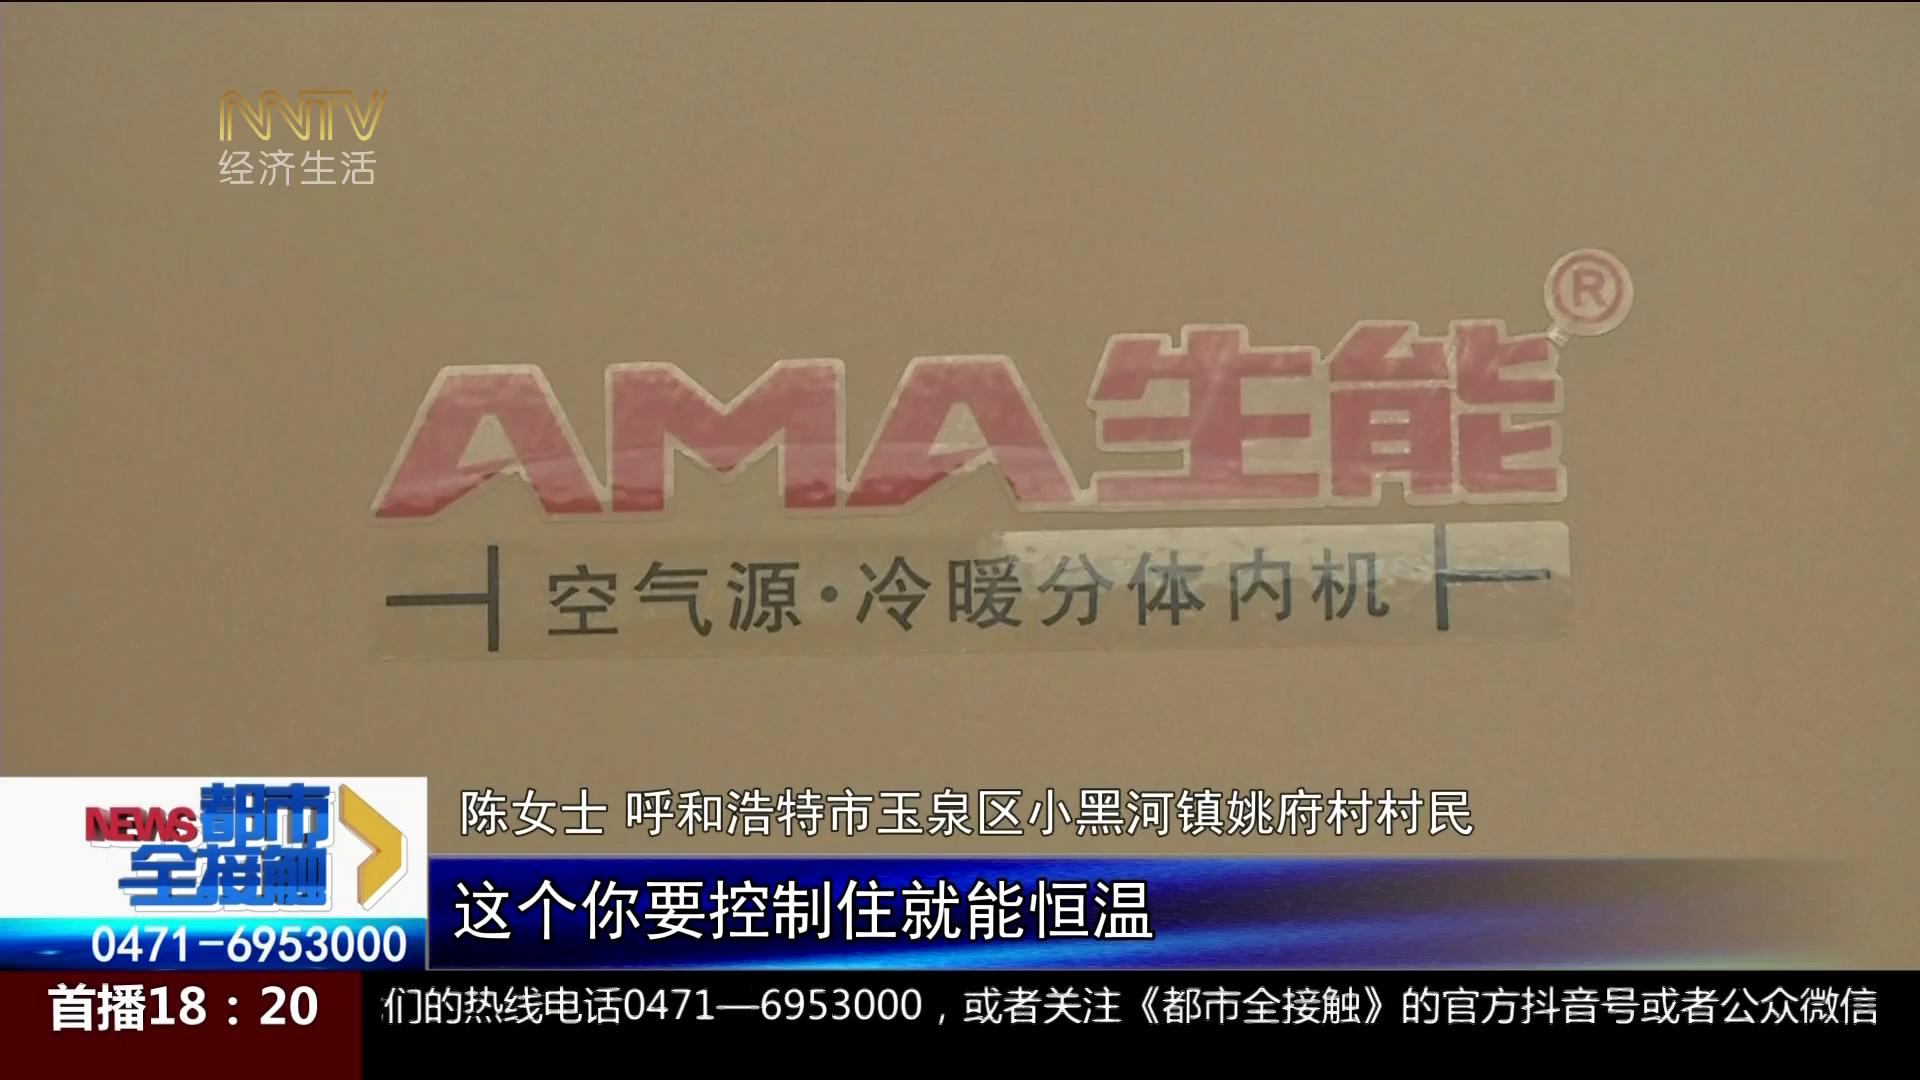 NNTV
经济生活
®
AMA生能
空气源·冷暖分体内机
陈女士 呼和浩特市玉泉区小黑河镇姚府村村民
NEWS都市
全接触
这个你要控制住就能恒温
0471-6953000
首播18：20
们的热线电话0471—6953000，或者关注《都市全接触》的官方抖音号或者公众微信